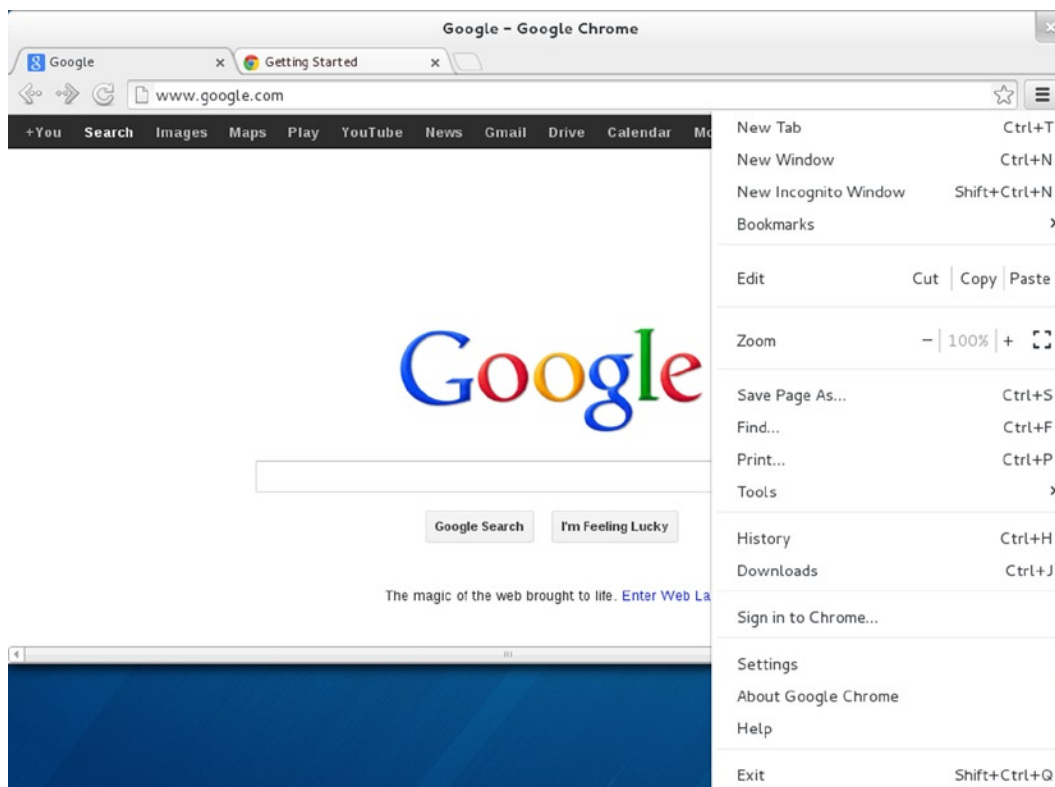 Google - Google Chrome
Google
Getting Started
www.google.com
+You Search Images Maps Play YouTube News Gmail Drive Calendar
New Tab Ctrl+T
New Window Ctrl+N
New Incognito Window Shift+Ctrl+N
Bookmarks
Edit Cut Copy Paste
Zoom - 100% +
Google
Save Page As... Ctrl+S
Find... Ctrl+F
Print... Ctrl+P
Tools
Google Search I'm Feeling Lucky
History Ctrl+H
Downloads Ctrl+J
The magic of the web brought to life. Enter Web La
Sign in to Chrome...
Settings
About Google Chrome
Help
Exit Shift+Ctrl+Q